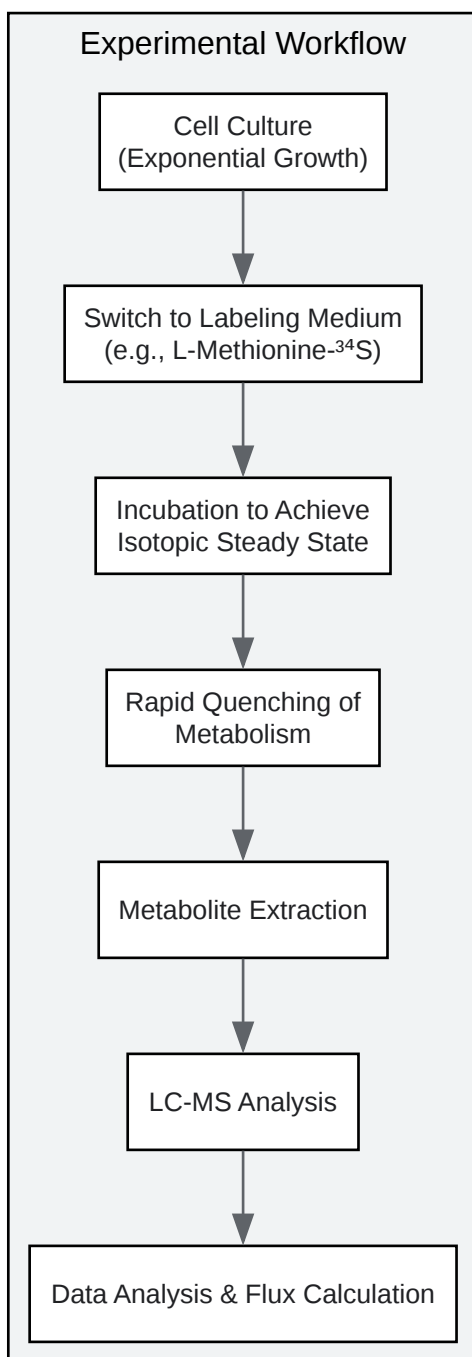 Experimental Workflow
Cell Culture
(Exponential Growth)
Switch to Labeling Medium
(e.g., L-Methionine-³⁴S)
Incubation to Achieve
Isotopic Steady State
Rapid Quenching of
Metabolism
Metabolite Extraction
LC-MS Analysis
Data Analysis & Flux Calculation